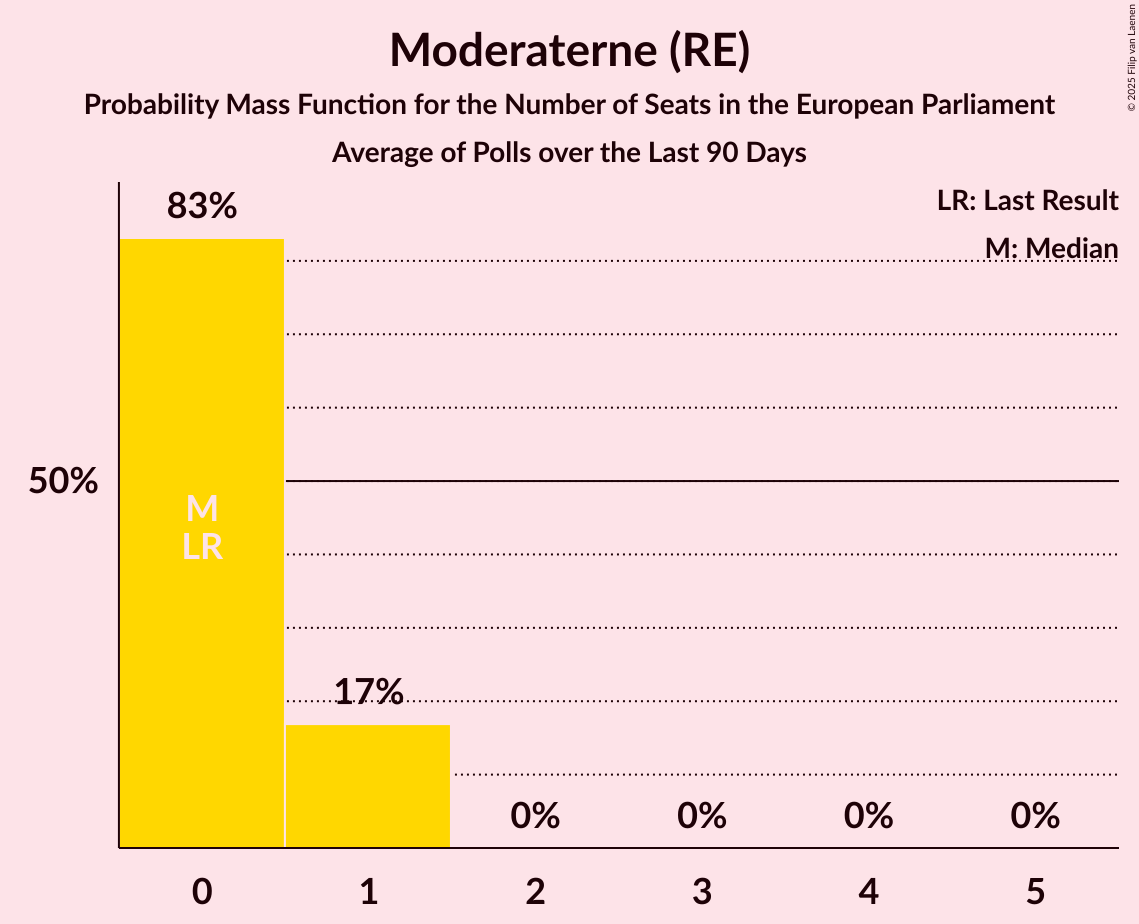 Moderaterne (RE)
Probability Mass Function for the Number of Seats in the European Parliament
Average of Polls over the Last 90 Days
© 2025 Filip van Laenen
LR: Last Result
M: Median
83%
50%
M
LR
17%
0%
0%
0%
0%
0
1
2
3
4
5